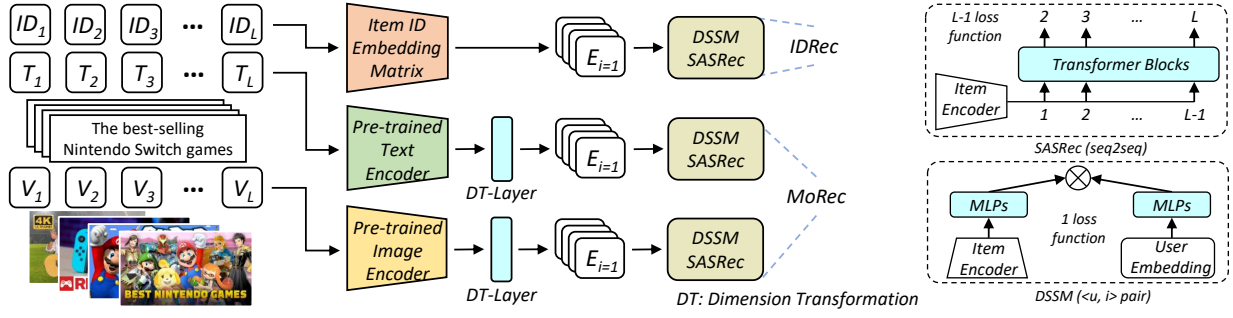 ID1 ID2 ID3 ... IDL
T1 T2 T3 ... TL
The best-selling
Nintendo Switch games
V1 V2 V3 ... VL
4K
BEST NINTENDO GAMES
Item ID
Embedding
Matrix
Ei=1
DSSM
SASRec
IDRec
Pre-trained
Text
Encoder
DT-Layer
Ei=1
DSSM
SASRec
MoRec
Pre-trained
Image
Encoder
DT-Layer
Ei=1
DSSM
SASRec
DT: Dimension Transformation
L-1 loss
function
2 3 ... L
Transformer Blocks
Item
Encoder
1 2 ... L-1
SASRec (seq2seq)
MLPs
MLPs
1 loss
function
Item
Encoder
User
Embedding
DSSM (<u, i> pair)